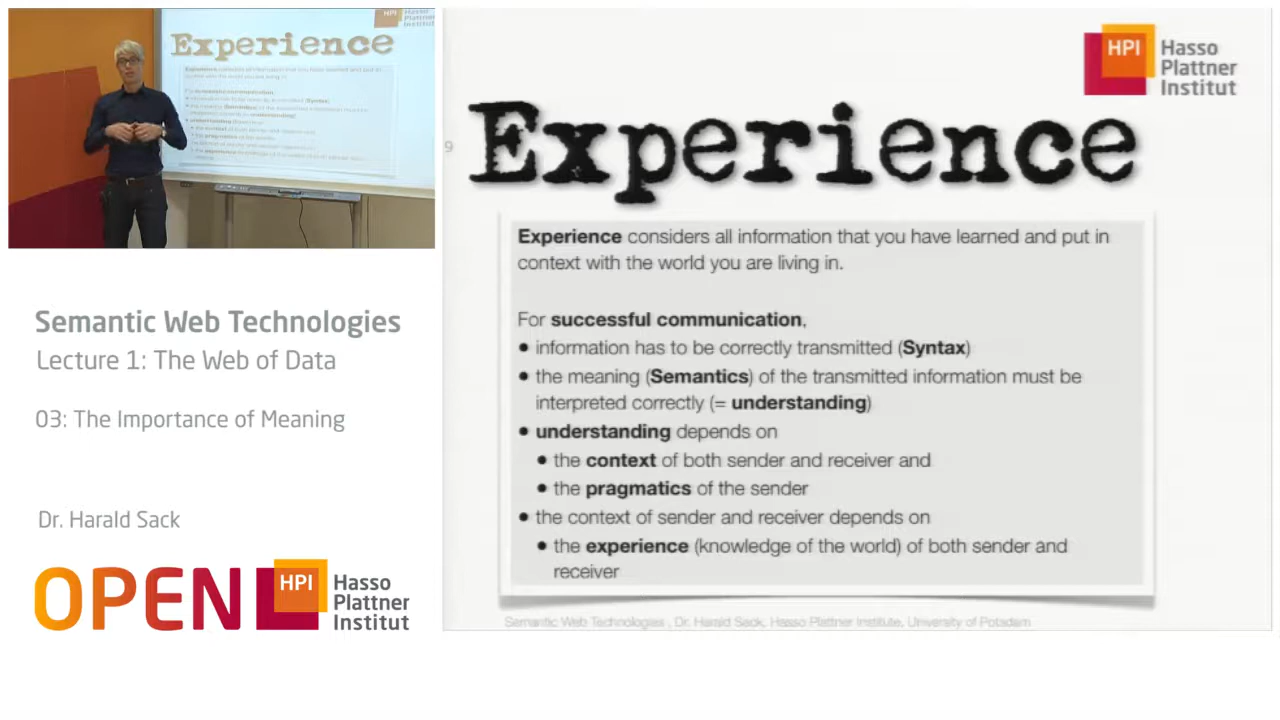 HPI
Hasso
Plattner
Institut
Experience
Semantic Web Technologies
Lecture 1: The Web of Data
03: The Importance of Meaning
Dr. Harald Sack
OPEN HPI
Hasso
Plattner
Institut
HPI
Hasso
Plattner
Institut
9
Experience
Experience considers all information that you have learned and put in
context with the world you are living in.
For successful communication,
• information has to be correctly transmitted (Syntax)
• the meaning (Semantics) of the transmitted information must be
interpreted correctly (= understanding)
• understanding depends on
• the context of both sender and receiver and
• the pragmatics of the sender
• the context of sender and receiver depends on
• the experience (knowledge of the world) of both sender and
receiver
Semantic Web Technologies , Dr. Harald Sack, Hasso Plattner Institute, University of Potsdam